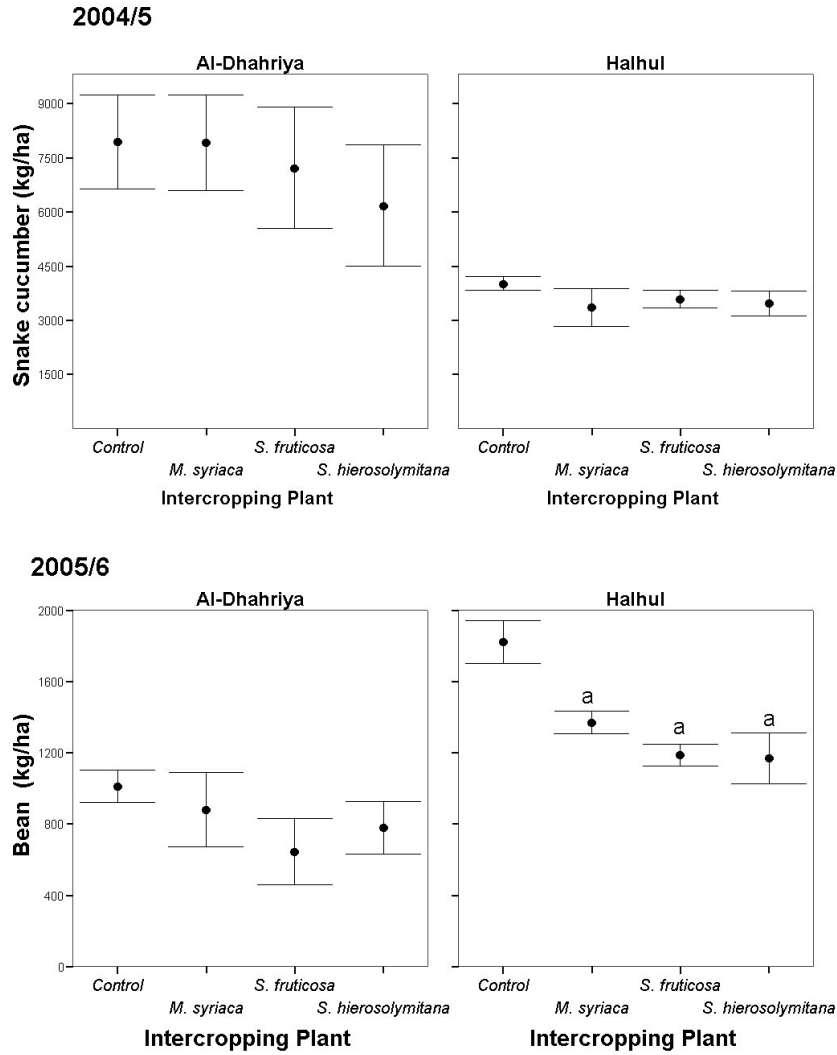 2004/5
Al-Dhahriya
Halhul
Snake cucumber (kg/ha)
9000
7500
6000
4500
3000
1500
Control
S. fruticosa
M. syriaca
S. hierosolymitana
Control
S. fruticosa
M. syriaca
S. hierosolymitana
Intercropping Plant
Intercropping Plant
2005/6
Al-Dhahriya
Halhul
Bean (kg/ha)
2000
1600
1200
800
400
0
a
a
a
Control
S. fruticosa
M. syriaca
S. hierosolymitana
Control
S. fruticosa
M. syriaca
S. hierosolymitana
Intercropping Plant
Intercropping Plant